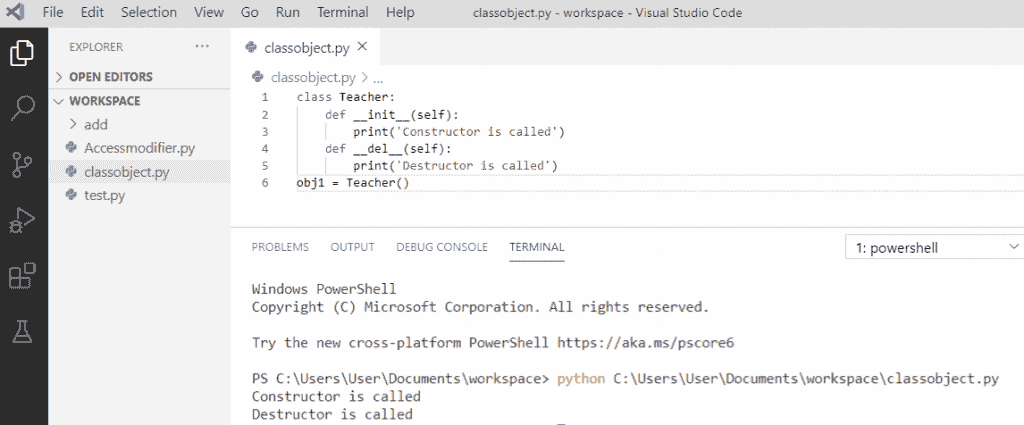 File Edit Selection View Go Run Terminal Help classobject.py - workspace - Visual Studio Code
EXPLORER ...
OPEN EDITORS
WORKSPACE
add
Accessmodifier.py
classobject.py
test.py
classobject.py
classobject.py > ...
1 class Teacher:
2     def __init__(self):
3         print('Constructor is called')
4     def __del__(self):
5         print('Destructor is called')
6 obj1 = Teacher()
PROBLEMS OUTPUT DEBUG CONSOLE TERMINAL 1: powershell
Windows PowerShell
Copyright (C) Microsoft Corporation. All rights reserved.
Try the new cross-platform PowerShell https://aka.ms/pscore6
PS C:\Users\User\Documents\workspace> python C:\Users\User\Documents\workspace\classobject.py
Constructor is called
Destructor is called